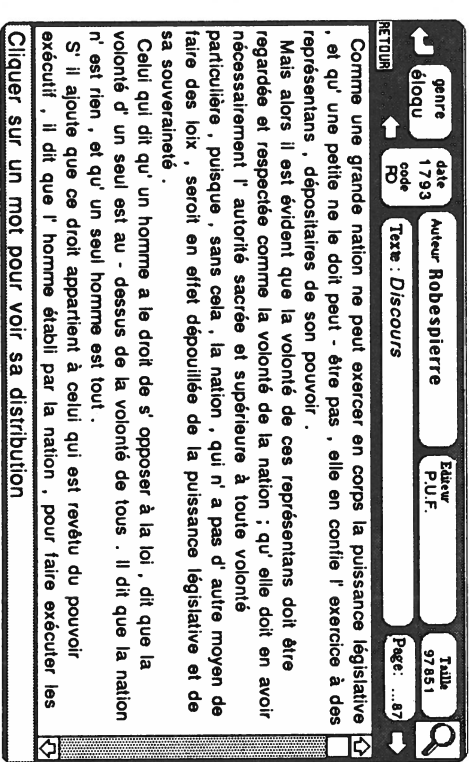 genre
éloqu
date
1793
code
RD
Auteur Robespierre
Texte : Discours
Editeur
P.U.F.
Taille
97851
Page: ...87
RETOUR
Comme une grande nation ne peut exercer en corps la puissance législative
, et qu' une petite ne le doit peut - être pas , elle en confie l' exercice à des
représentans , dépositaires de son pouvoir .
Mais alors il est évident que la volonté de ces représentans doit être
regardée et respectée comme la volonté de la nation ; qu' elle doit en avoir
nécessairement l' autorité sacrée et supérieure à toute volonté
particulière , puisque , sans cela , la nation , qui n' a pas d' autre moyen de
faire des loix , seroit en effet dépouillée de la puissance législative et de
sa souveraineté .
Celui qui dit qu' un homme a le droit de s' opposer à la loi , dit que la
volonté d' un seul est au - dessus de la volonté de tous . Il dit que la nation
n' est rien , et qu' un seul homme est tout .
S' il ajoute que ce droit appartient à celui qui est revêtu du pouvoir
exécutif , il dit que l' homme établi par la nation , pour faire exécuter les
Cliquer sur un mot pour voir sa distribution